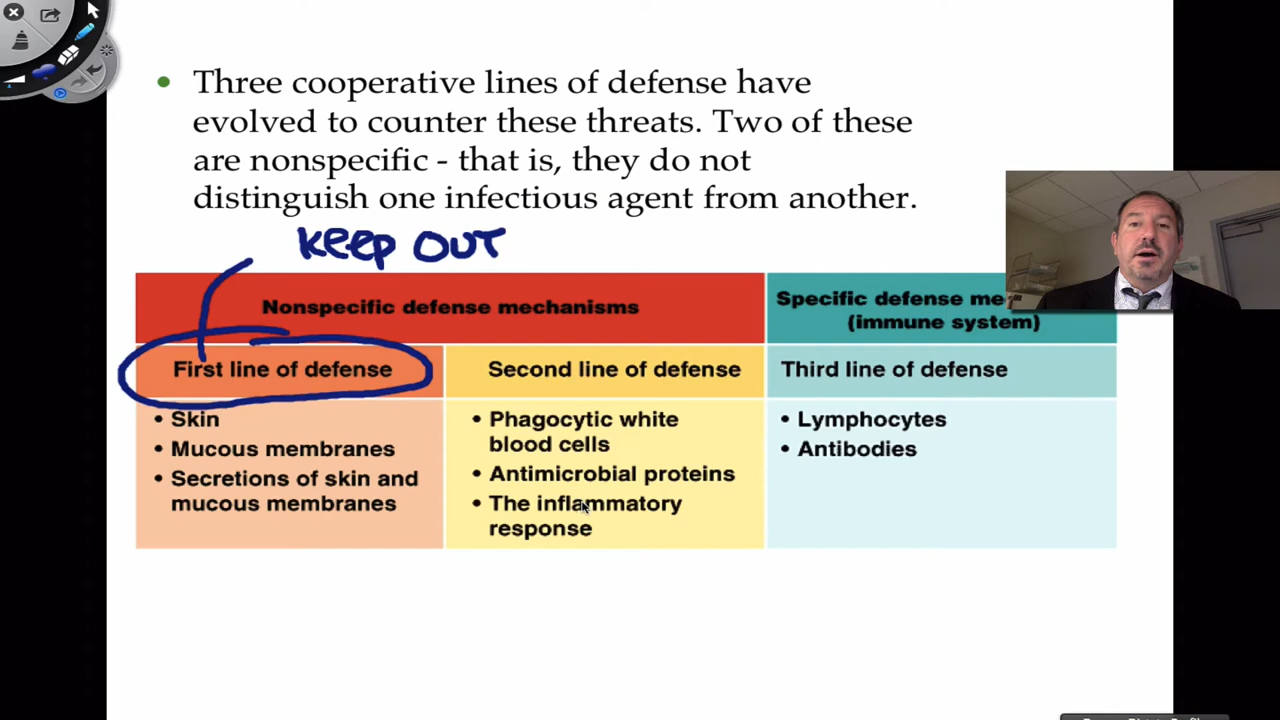 • Three cooperative lines of defense have
evolved to counter these threats. Two of these
are nonspecific - that is, they do not
distinguish one infectious agent from another.
KEEP OUT
Nonspecific defense mechanisms
Specific defense me
(immune system)
First line of defense
Second line of defense
Third line of defense
• Skin
• Mucous membranes
• Secretions of skin and
mucous membranes
• Phagocytic white
blood cells
• Antimicrobial proteins
• The inflammatory
response
• Lymphocytes
• Antibodies